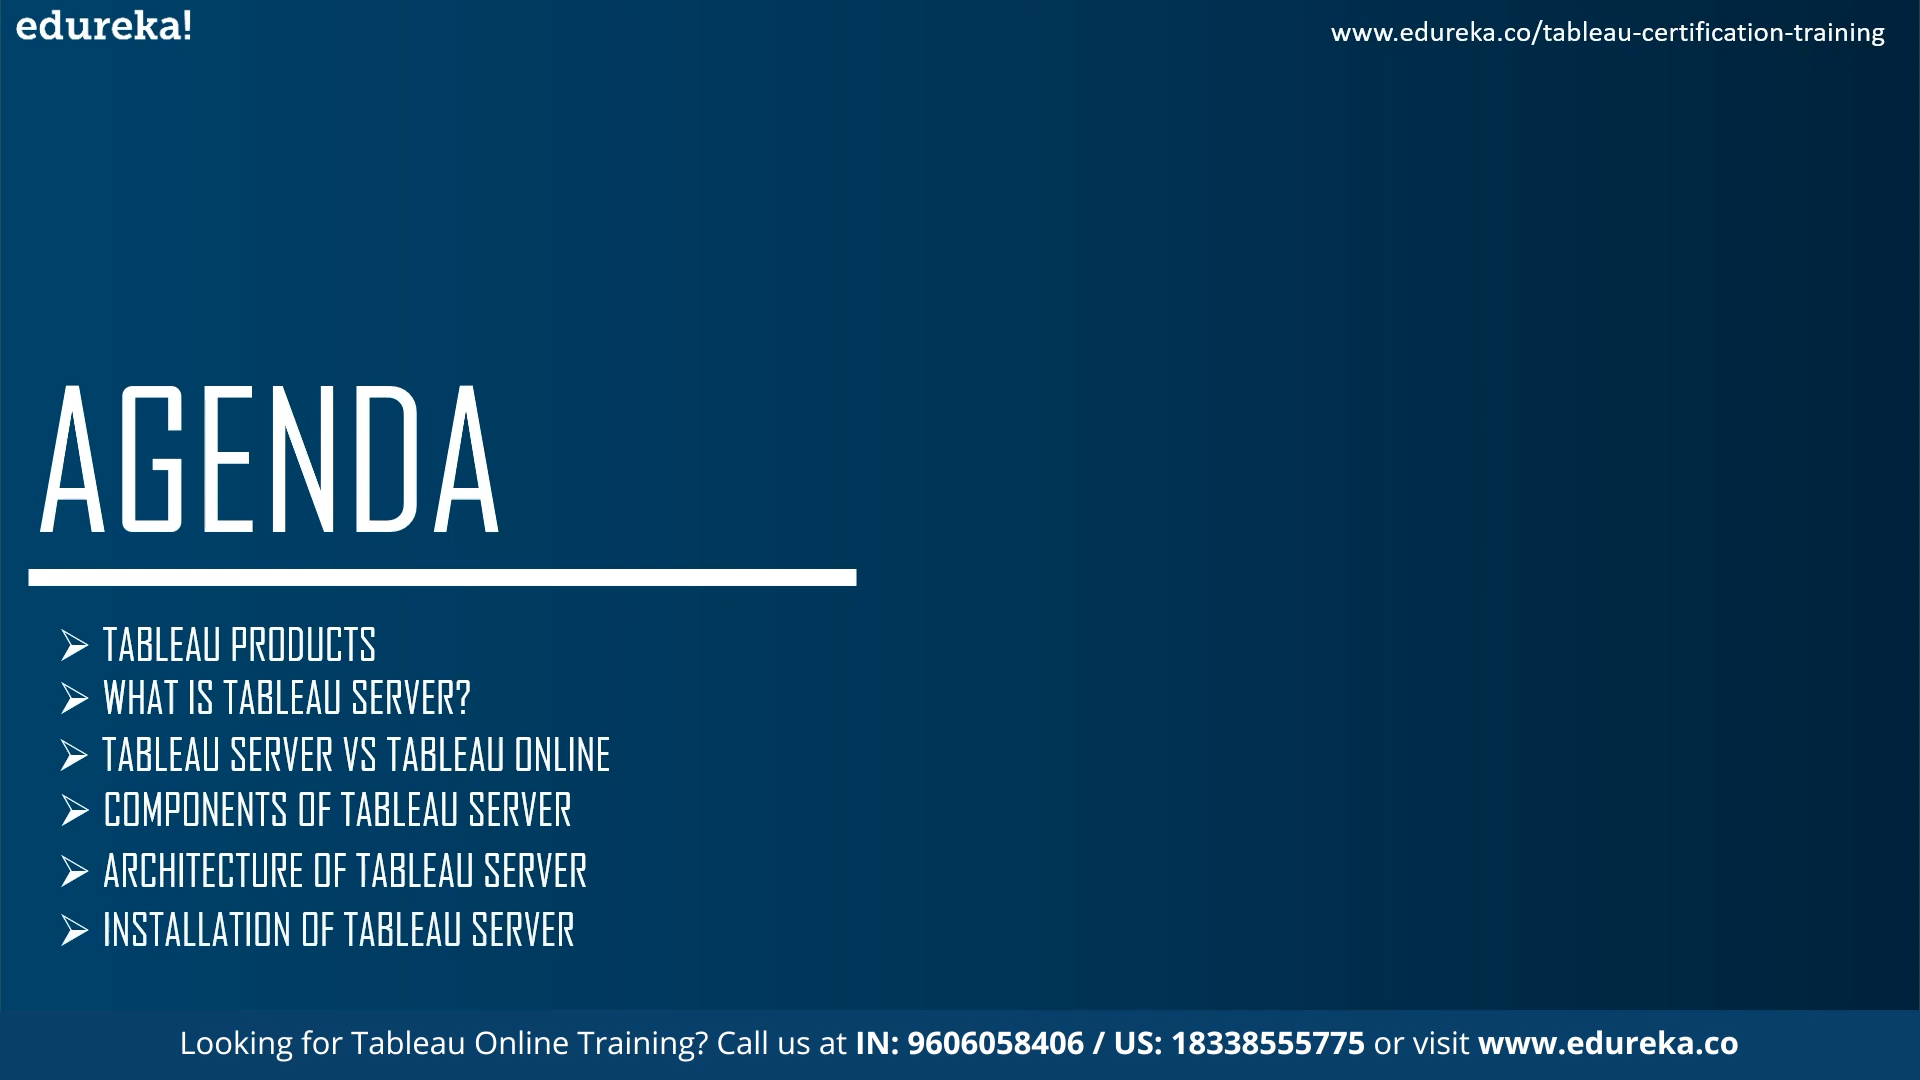 edureka!
www.edureka.co/tableau-certification-training
AGENDA
➢ TABLEAU PRODUCTS
➢ WHAT IS TABLEAU SERVER?
➢ TABLEAU SERVER VS TABLEAU ONLINE
➢ COMPONENTS OF TABLEAU SERVER
➢ ARCHITECTURE OF TABLEAU SERVER
➢ INSTALLATION OF TABLEAU SERVER
Looking for Tableau Online Training? Call us at IN: 9606058406 / US: 18338555775 or visit www.edureka.co